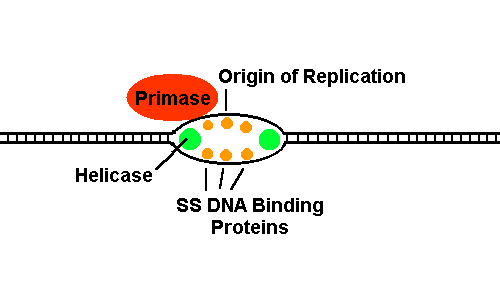 Origin of Replication
Primase
Helicase
SS DNA Binding
Proteins